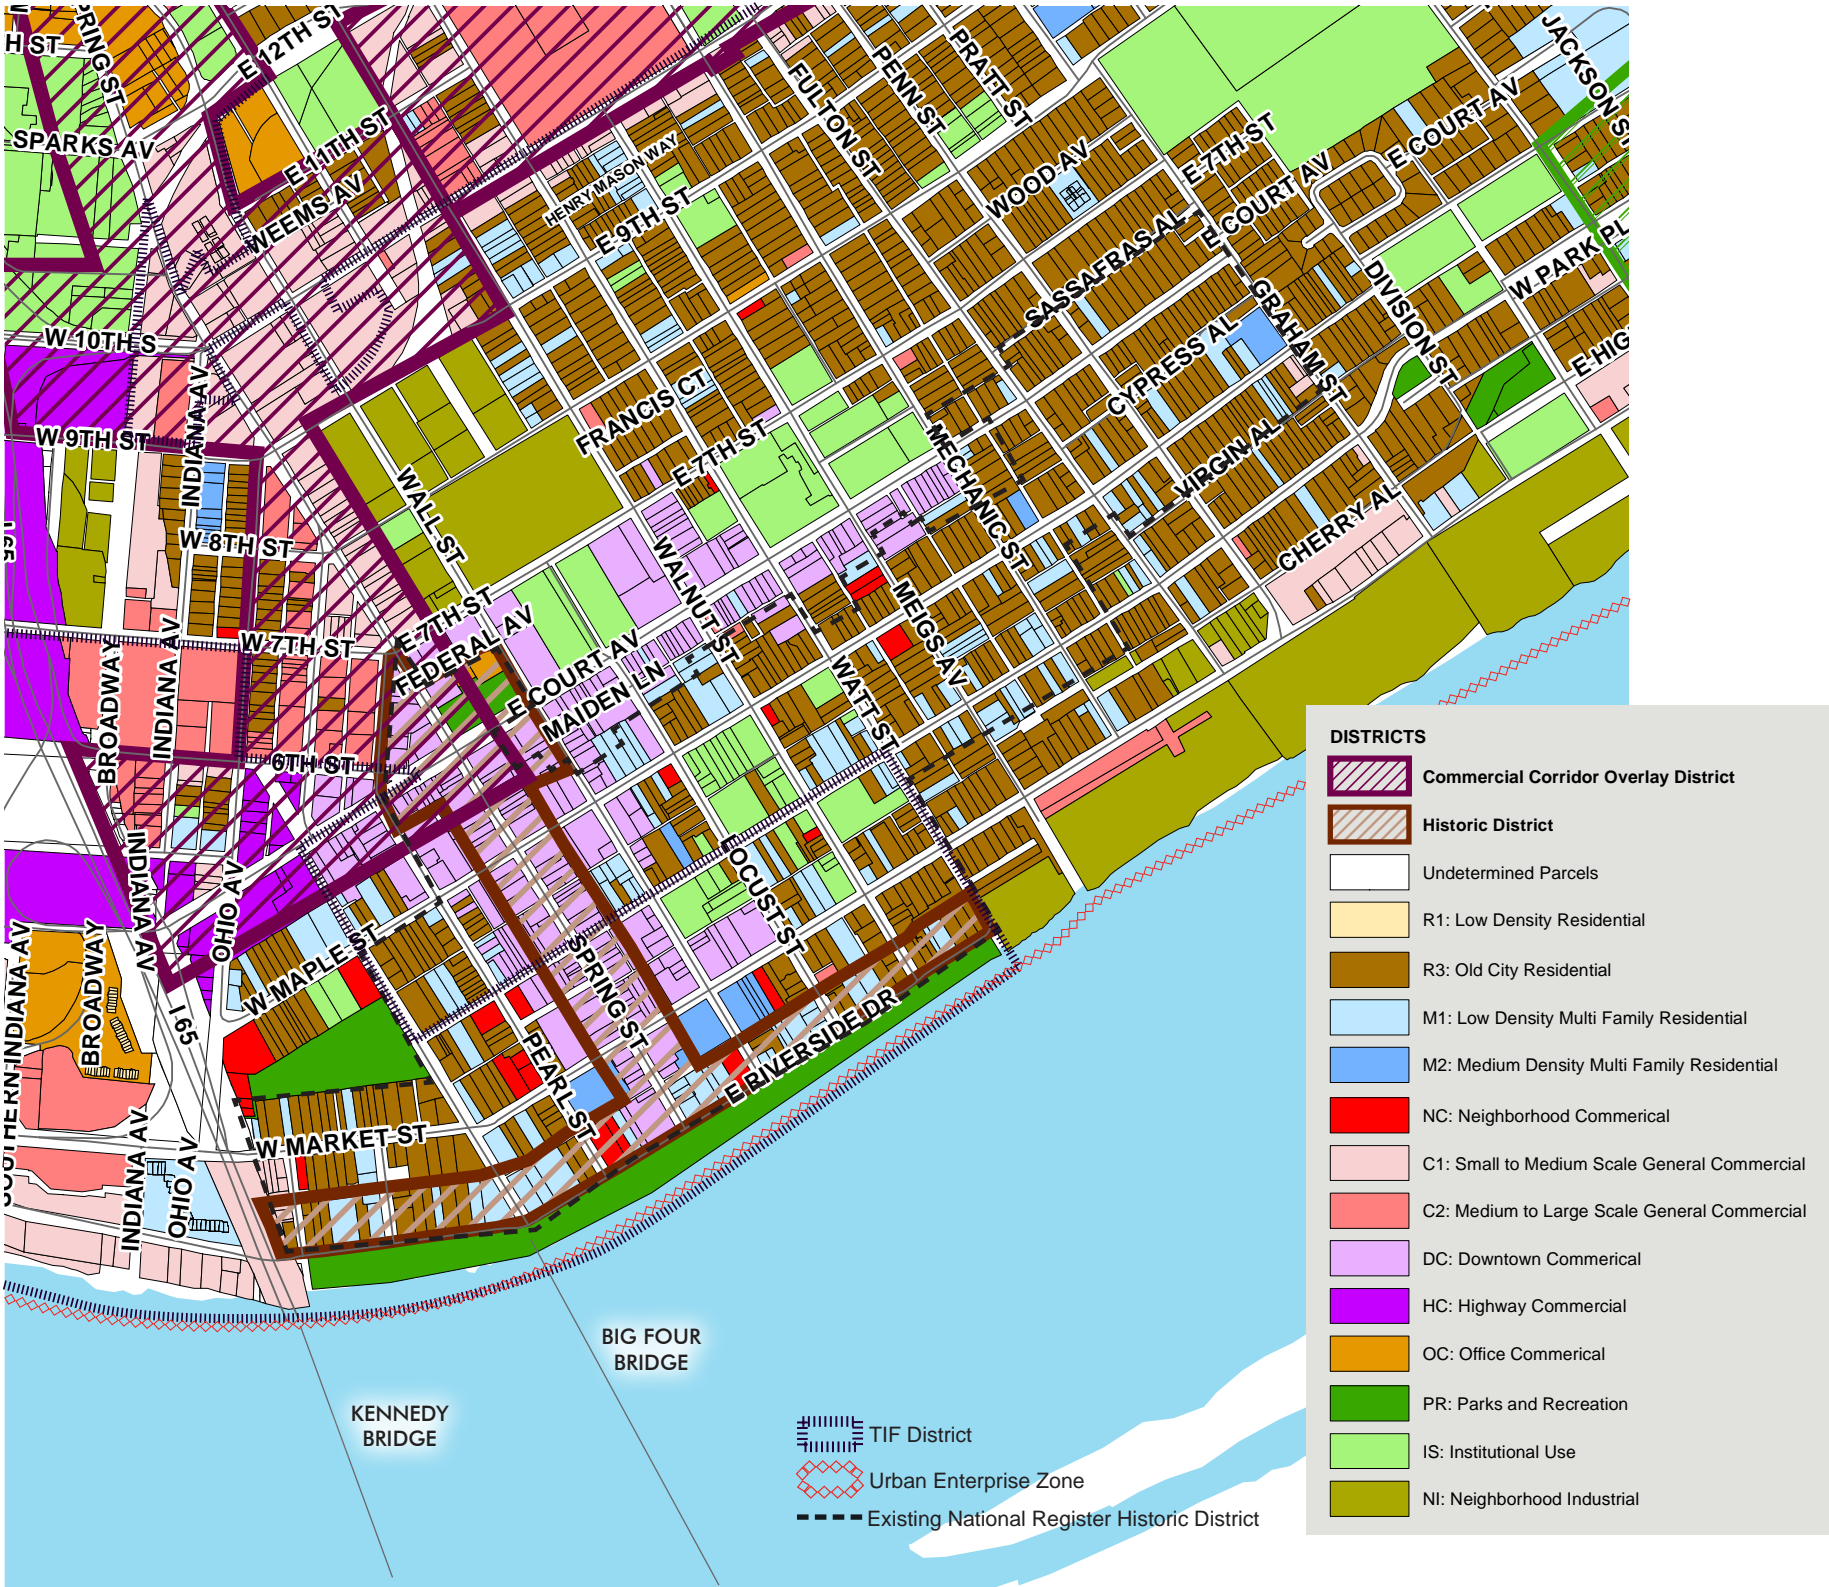 E 12TH ST
PRING ST
H ST
SPARKS AV
E 11TH ST
WEEMS AV
HENRY MASON WAY
E 9TH ST
FULTON ST
PENN ST
PRATT ST
WOOD AV
E 7TH ST
E COURT AV
E COURT AV
JACKSON S
W PARK PL
E HIG
DIVISION ST
GRAHAM ST
SASSAFRAS AL
CYPRESS AL
VIRGIN AL
CHERRY AL
W 10TH S
INDIANA AV
W 9TH ST
W 8TH ST
I 65
WALL ST
FRANCIS CT
E 7TH ST
MECHANIC ST
WALNUT ST
MEIGS AV
WATT ST
E 7TH ST
FEDERAL AV
E COURT AV
MAIDEN LN
W 7TH ST
INDIANA AV
BROADWAY
6TH ST
INDIANA AV
OHIO AV
LOCUST ST
SPRING ST
W MAPLE ST
PEARL ST
E RIVERSIDE DR
I 65
BROADWAY
SOUTHERN INDIANA AV
W MARKET ST
INDIANA AV
OHIO AV
BIG FOUR
BRIDGE
KENNEDY
BRIDGE
TIF District
Urban Enterprise Zone
Existing National Register Historic District
DISTRICTS
Commercial Corridor Overlay District
Historic District
Undetermined Parcels
R1: Low Density Residential
R3: Old City Residential
M1: Low Density Multi Family Residential
M2: Medium Density Multi Family Residential
NC: Neighborhood Commerical
C1: Small to Medium Scale General Commercial
C2: Medium to Large Scale General Commercial
DC: Downtown Commerical
HC: Highway Commercial
OC: Office Commerical
PR: Parks and Recreation
IS: Institutional Use
NI: Neighborhood Industrial